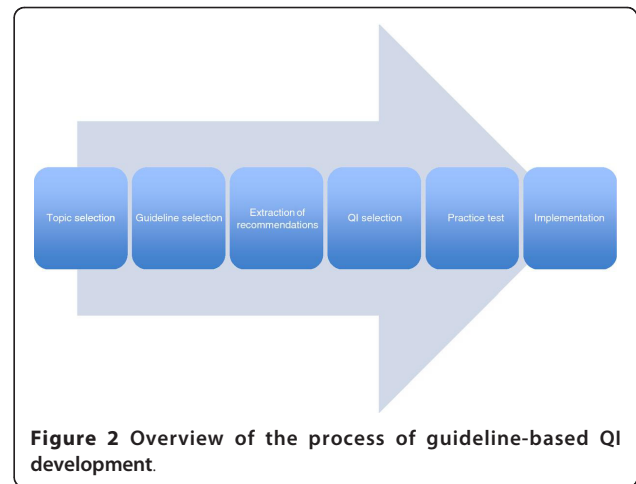 Topic selection
Guideline selection
Extraction of
recommendations
QI selection
Practice test
Implementation
Figure 2 Overview of the process of guideline-based QI
development.